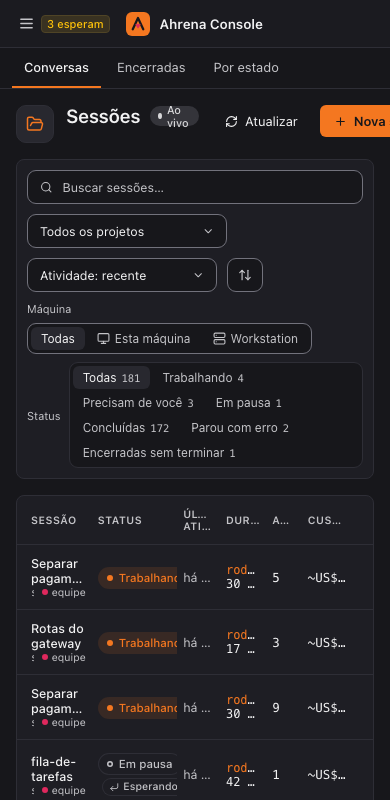 3 esperam
Ahrena Console
Conversas Encerradas Por estado
Sessões
Ao vivo
Atualizar
Nova
Buscar sessões...
Todos os projetos
Atividade: recente
Máquina
Todas Esta máquina Workstation
Status
Todas 181 Trabalhando 4
Precisam de você 3 Em pausa 1
Concluídas 172 Parou com erro 2
Encerradas sem terminar 1
SESSÃO STATUS ÚL... ATI... DUR... A... CUS...
Separar pagam...
equipe
Trabalhand
há ...
rod...
30 ...
5
~US$...
Rotas do gateway
equipe
Trabalhand
há ...
rod...
17 ...
3
~US$...
Separar pagam...
equipe
Trabalhand
há ...
rod...
30 ...
9
~US$...
fila-de-tarefas
equipe
Em pausa
Esperando
há ...
rod...
42 ...
1
~US$...